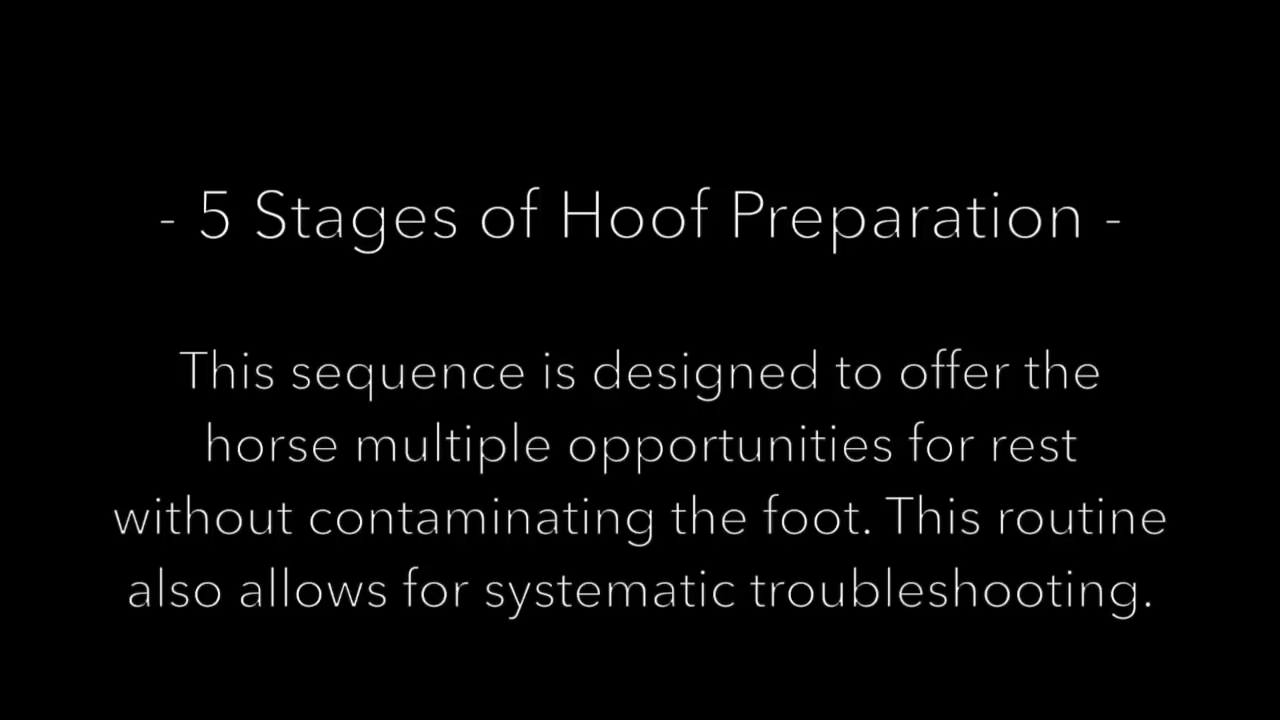 - 5 Stages of Hoof Preparation -
This sequence is designed to offer the
horse multiple opportunities for rest
without contaminating the foot. This routine
also allows for systematic troubleshooting.